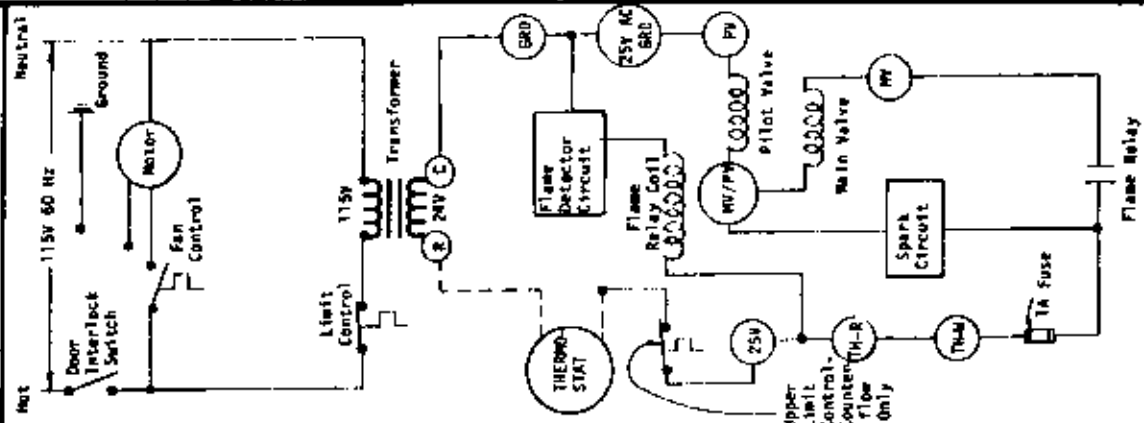 Neutral
115V 60 Hz
Hot
Ground
Door
Interlock
Switch
Motor
Fan
Control
Transformer
115V
24V
Limit
Control
C
R
GRD
Flame
Detector
Circuit
25V AC
GRD
PV
Pilot Valve
Flame
Relay Coil
MV/PV
Main Valve
MV
THERMO
STAT
25V
Upper
Limit
Control-
Counter
flow
Only
TH-R
TH-W
Spark
Circuit
1A Fuse
Flame Relay